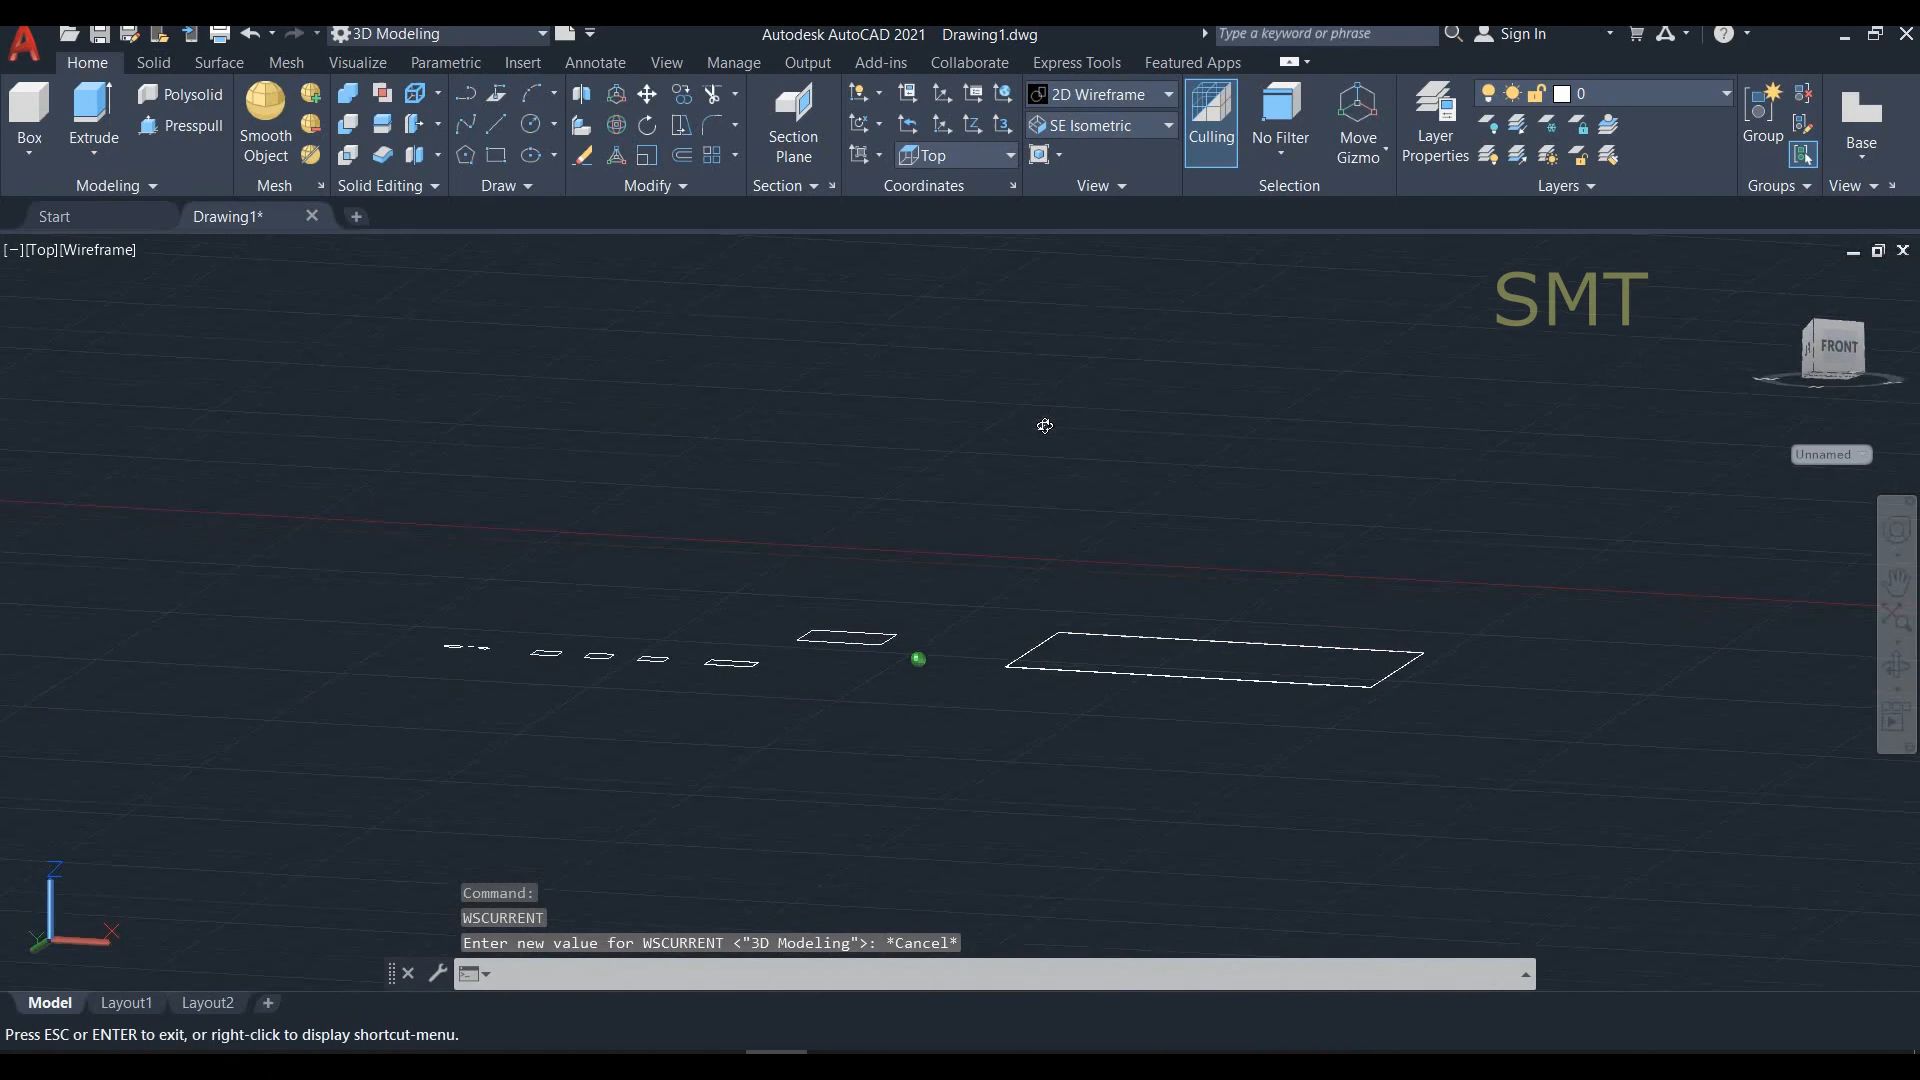 3D Modeling
Autodesk AutoCAD 2021 Drawing1.dwg
Type a keyword or phrase
Sign In
Home Solid Surface Mesh Visualize Parametric Insert Annotate View Manage Output Add-ins Collaborate Express Tools Featured Apps
Box
Extrude
Polysolid
Presspull
Smooth
Object
Section
Plane
Top
2D Wireframe
SE Isometric
Culling
No Filter
Move
Gizmo
Layer
Properties
0
Group
Base
Modeling Mesh Solid Editing Draw Modify Section Coordinates View Selection Layers Groups View
Start Drawing1*
[−][Top][Wireframe]
SMT
FRONT
Unnamed
Z
X
Y
Command:
WSCURRENT
Enter new value for WSCURRENT <"3D Modeling">: *Cancel*
Model Layout1 Layout2
Press ESC or ENTER to exit, or right-click to display shortcut-menu.